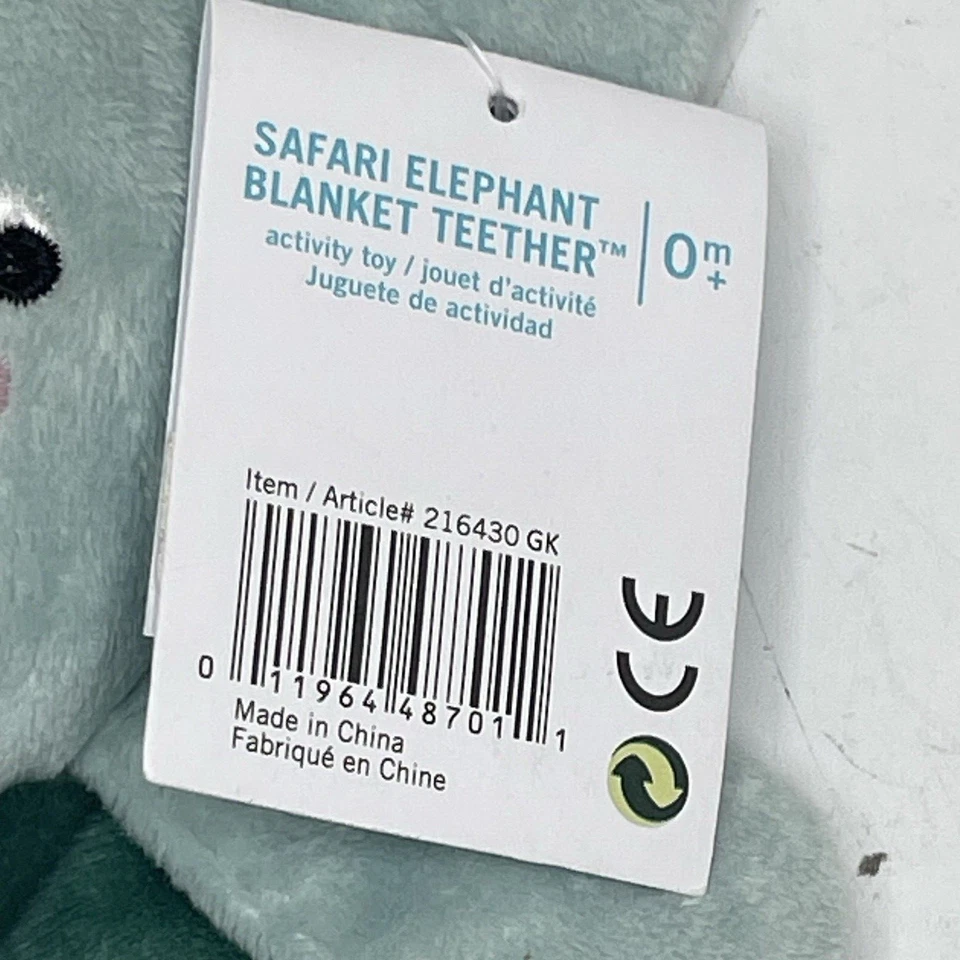 SAFARI ELEPHANT
BLANKET TEETHER™
0m+
activity toy / jouet d'activité
Juguete de actividad
Item / Article# 216430 GK
0 11964 48701 1
Made in China
Fabriqué en Chine
CE